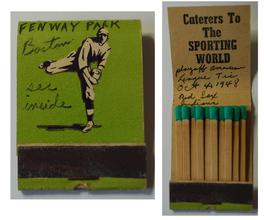 FENWAY PARK
Boston
see
inside
Caterers To
The
SPORTING
WORLD
playoff American
League Tie
Oct 4, 1948
Red Sox
Indians